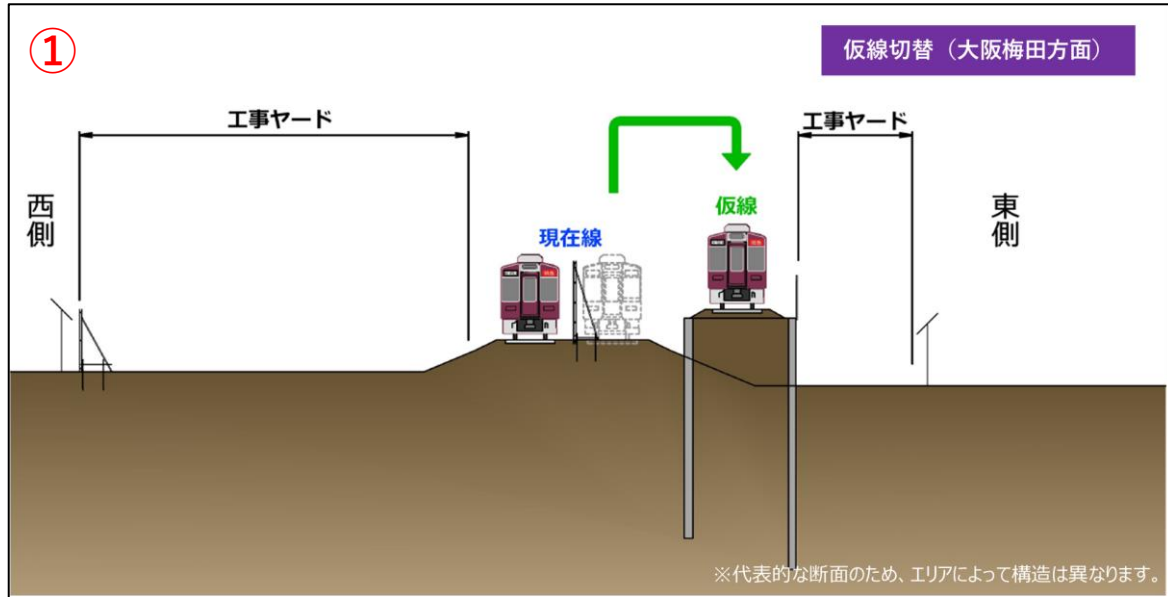 ①
仮線切替（大阪梅田方面）
工事ヤード
工事ヤード
西側
仮線
東側
現在線
※代表的な断面のため、エリアによって構造は異なります。